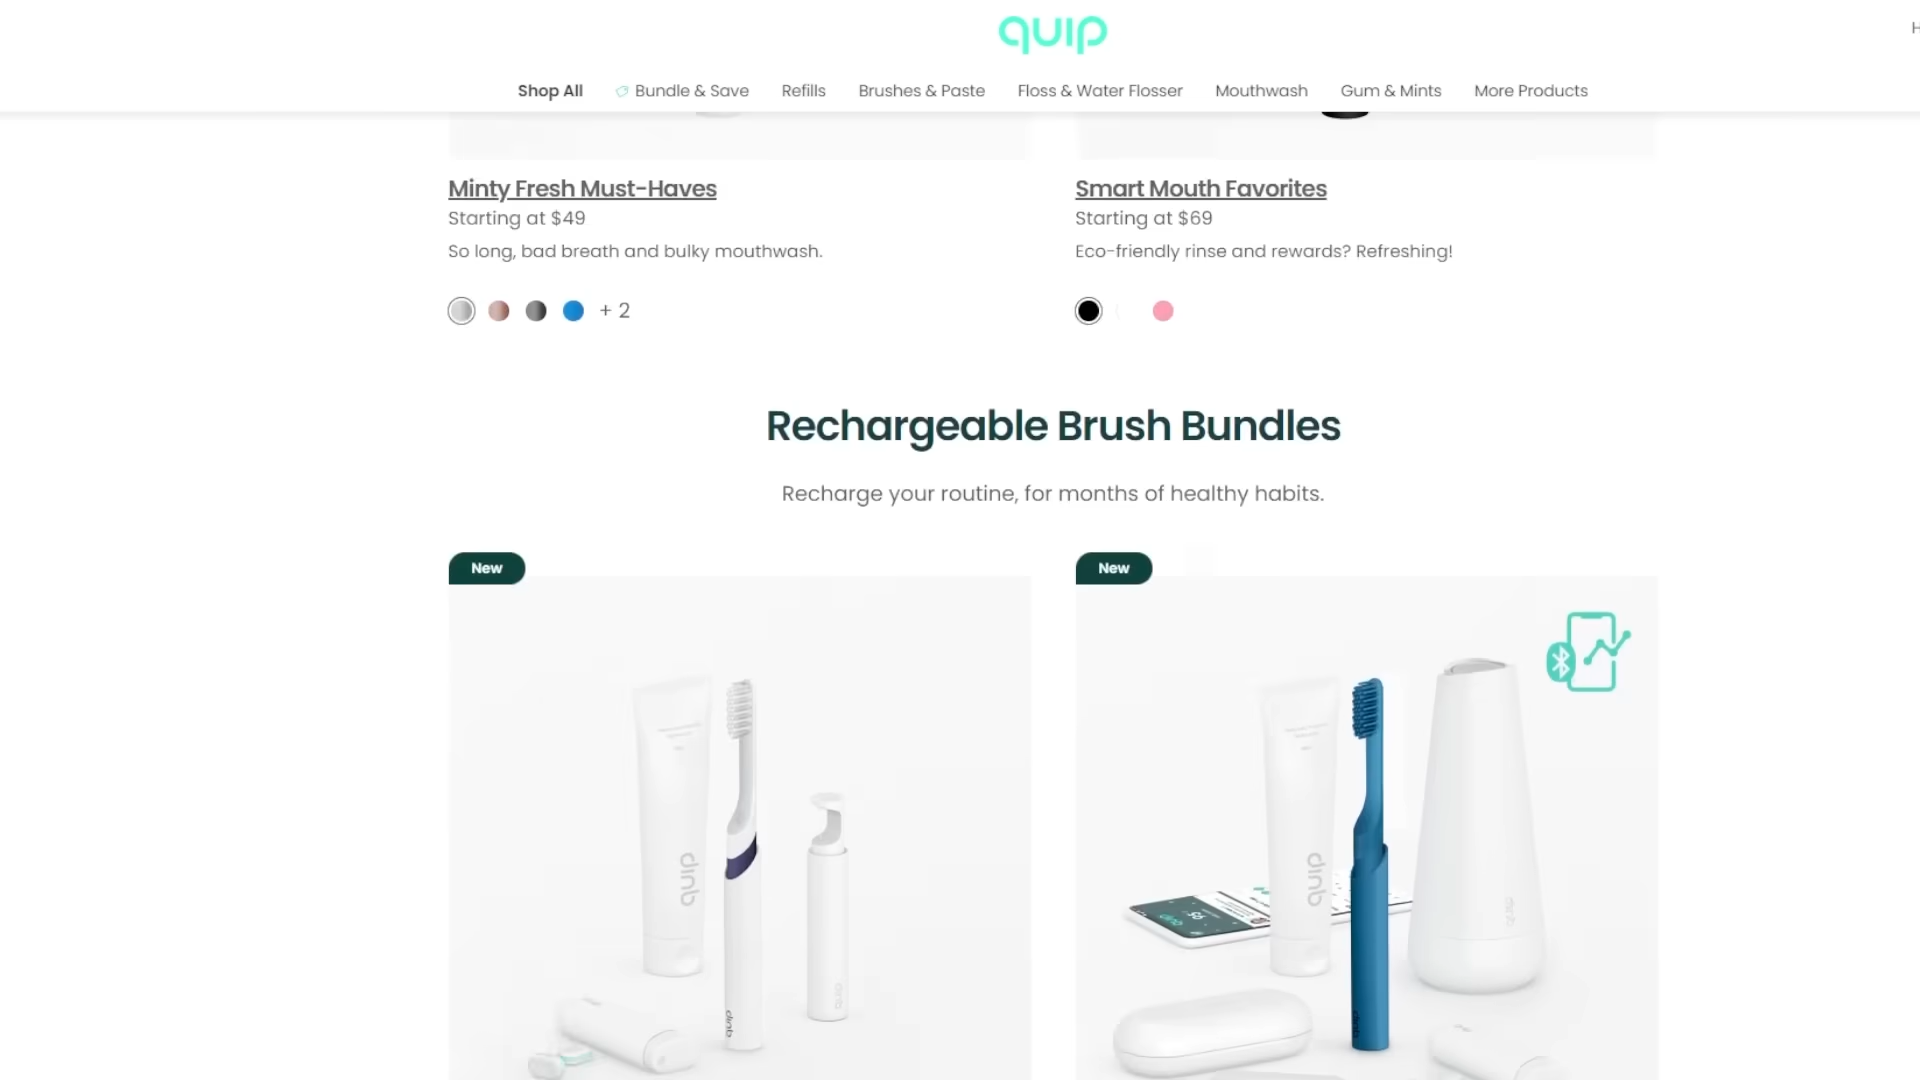 quip
H
Shop All
Bundle & Save
Refills
Brushes & Paste
Floss & Water Flosser
Mouthwash
Gum & Mints
More Products
Minty Fresh Must-Haves
Starting at $49
So long, bad breath and bulky mouthwash.
+ 2
Smart Mouth Favorites
Starting at $69
Eco-friendly rinse and rewards? Refreshing!
Rechargeable Brush Bundles
Recharge your routine, for months of healthy habits.
New
New
quip
quip
quip
quip
quip